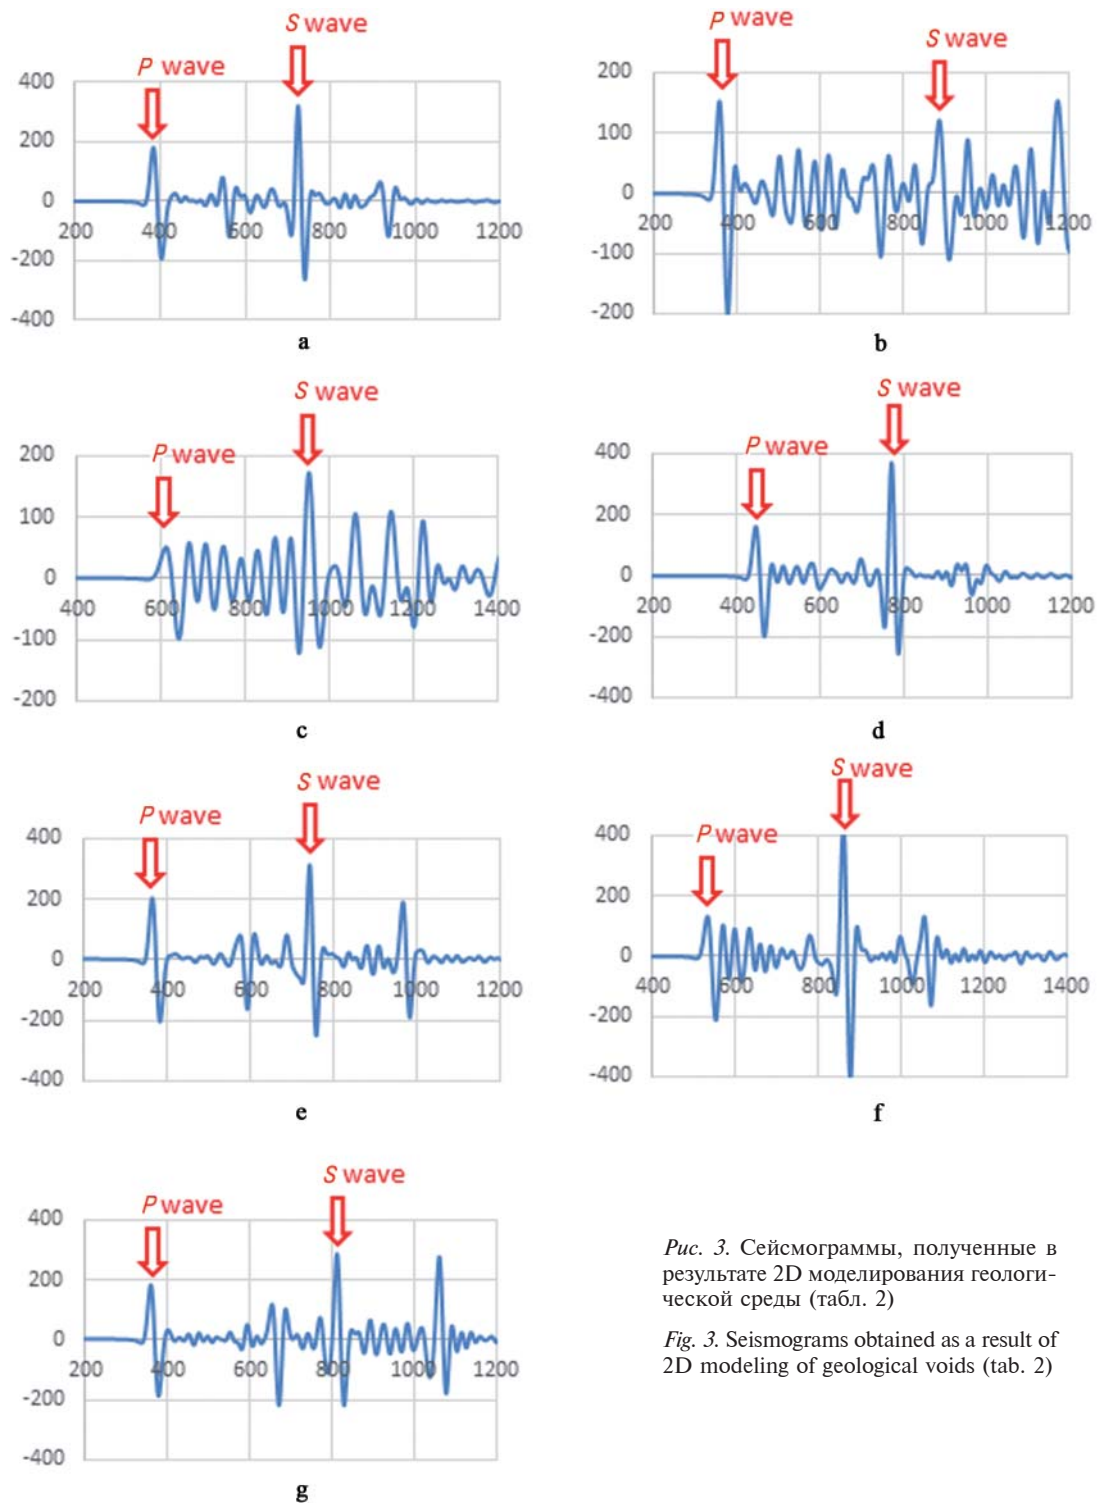 S wave
P wave
400
200
0
-200
-400
200 400 600 800 1000 1200
a
P wave
S wave
200
100
0
-100
-200
200 400 600 800 1000 1200
b
S wave
P wave
200
100
0
-100
-200
400 600 800 1000 1200 1400
c
S wave
P wave
400
200
0
-200
-400
200 400 600 800 1000 1200
d
S wave
P wave
400
200
0
-200
-400
200 400 600 800 1000 1200
e
S wave
P wave
400
200
0
-200
-400
400 600 800 1000 1200 1400
f
S wave
P wave
400
200
0
-200
-400
200 400 600 800 1000 1200
g
Рис. 3. Сейсмограммы, полученные в
результате 2D моделирования геологи-
ческой среды (табл. 2)
Fig. 3. Seismograms obtained as a result of
2D modeling of geological voids (tab. 2)